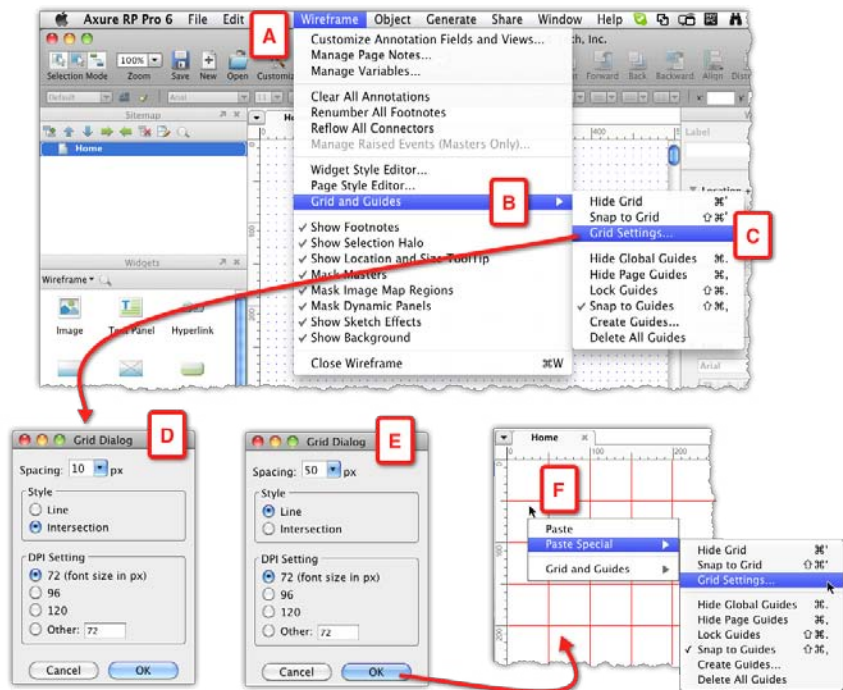 Axure RP Pro 6 File Edit Wireframe Object Generate Share Window Help
A
Customize Annotation Fields and Views...
Manage Page Notes...
Manage Variables...
Clear All Annotations
Renumber All Footnotes
Reflow All Connectors
Manage Raised Events (Masters Only)...
Widget Style Editor...
Page Style Editor...
Grid and Guides
B
✓ Show Footnotes
✓ Show Selection Halo
✓ Show Location and Size ToolTip
✓ Mask Masters
✓ Mask Image Map Regions
✓ Mask Dynamic Panels
✓ Show Sketch Effects
✓ Show Background
Close Wireframe ⌘W
Hide Grid ⌘'
Snap to Grid ⇧⌘'
Grid Settings...
C
Hide Global Guides ⌘.
Hide Page Guides ⌘,
Lock Guides ⇧⌘.
✓ Snap to Guides ⇧⌘,
Create Guides...
Delete All Guides
, Inc.
100%
Selection Mode Zoom Save New Open
Forward Back Backward Align
Default Arial 11
Sitemap
Home
400
Label
Widgets
Wireframe
Image Text Panel Hyperlink
Arial
D
Grid Dialog
Spacing: 10 px
Style
Line
Intersection
DPI Setting
72 (font size in px)
96
120
Other: 72
Cancel OK
E
Grid Dialog
Spacing: 50 px
Style
Line
Intersection
DPI Setting
72 (font size in px)
96
120
Other: 72
Cancel OK
Home
0 100 200
100
200
F
Paste
Paste Special
Grid and Guides
Hide Grid ⌘'
Snap to Grid ⇧⌘'
Grid Settings...
Hide Global Guides ⌘.
Hide Page Guides ⌘,
Lock Guides ⇧⌘.
✓ Snap to Guides ⇧⌘,
Create Guides...
Delete All Guides